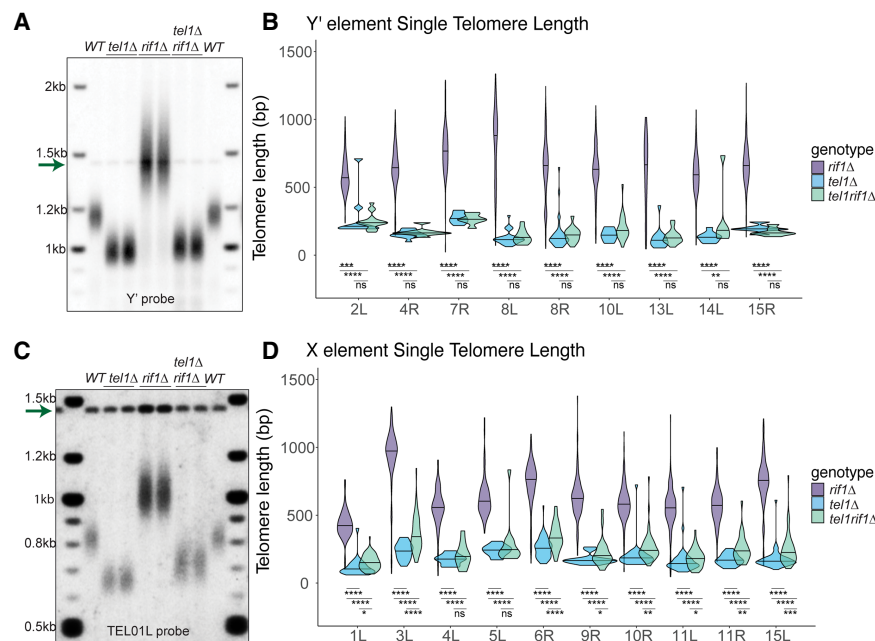 A
tel1Δ
WT tel1Δ rif1Δ rif1Δ WT
2kb
1.5kb
1.2kb
1kb
Y' probe
B Y' element Single Telomere Length
Telomere length (bp)
1500
1000
500
0
genotype
rif1Δ
tel1Δ
tel1rif1Δ
*** **** **** **** **** **** **** **** ****
**** **** **** **** **** **** **** ** ****
ns ns ns ns ns ns ns ns ns
2L 4R 7R 8L 8R 10L 13L 14L 15R
C
tel1Δ
WT tel1Δ rif1Δ rif1Δ WT
1.5kb
1.2kb
1kb
0.8kb
0.5kb
TEL01L probe
D X element Single Telomere Length
Telomere length (bp)
1500
1000
500
0
genotype
rif1Δ
tel1Δ
tel1rif1Δ
**** **** **** **** **** **** **** **** **** ****
**** **** **** **** **** **** **** **** **** ****
* **** ns ns **** * ** * ** ***
1L 3L 4L 5L 6R 9R 10R 11L 11R 15L